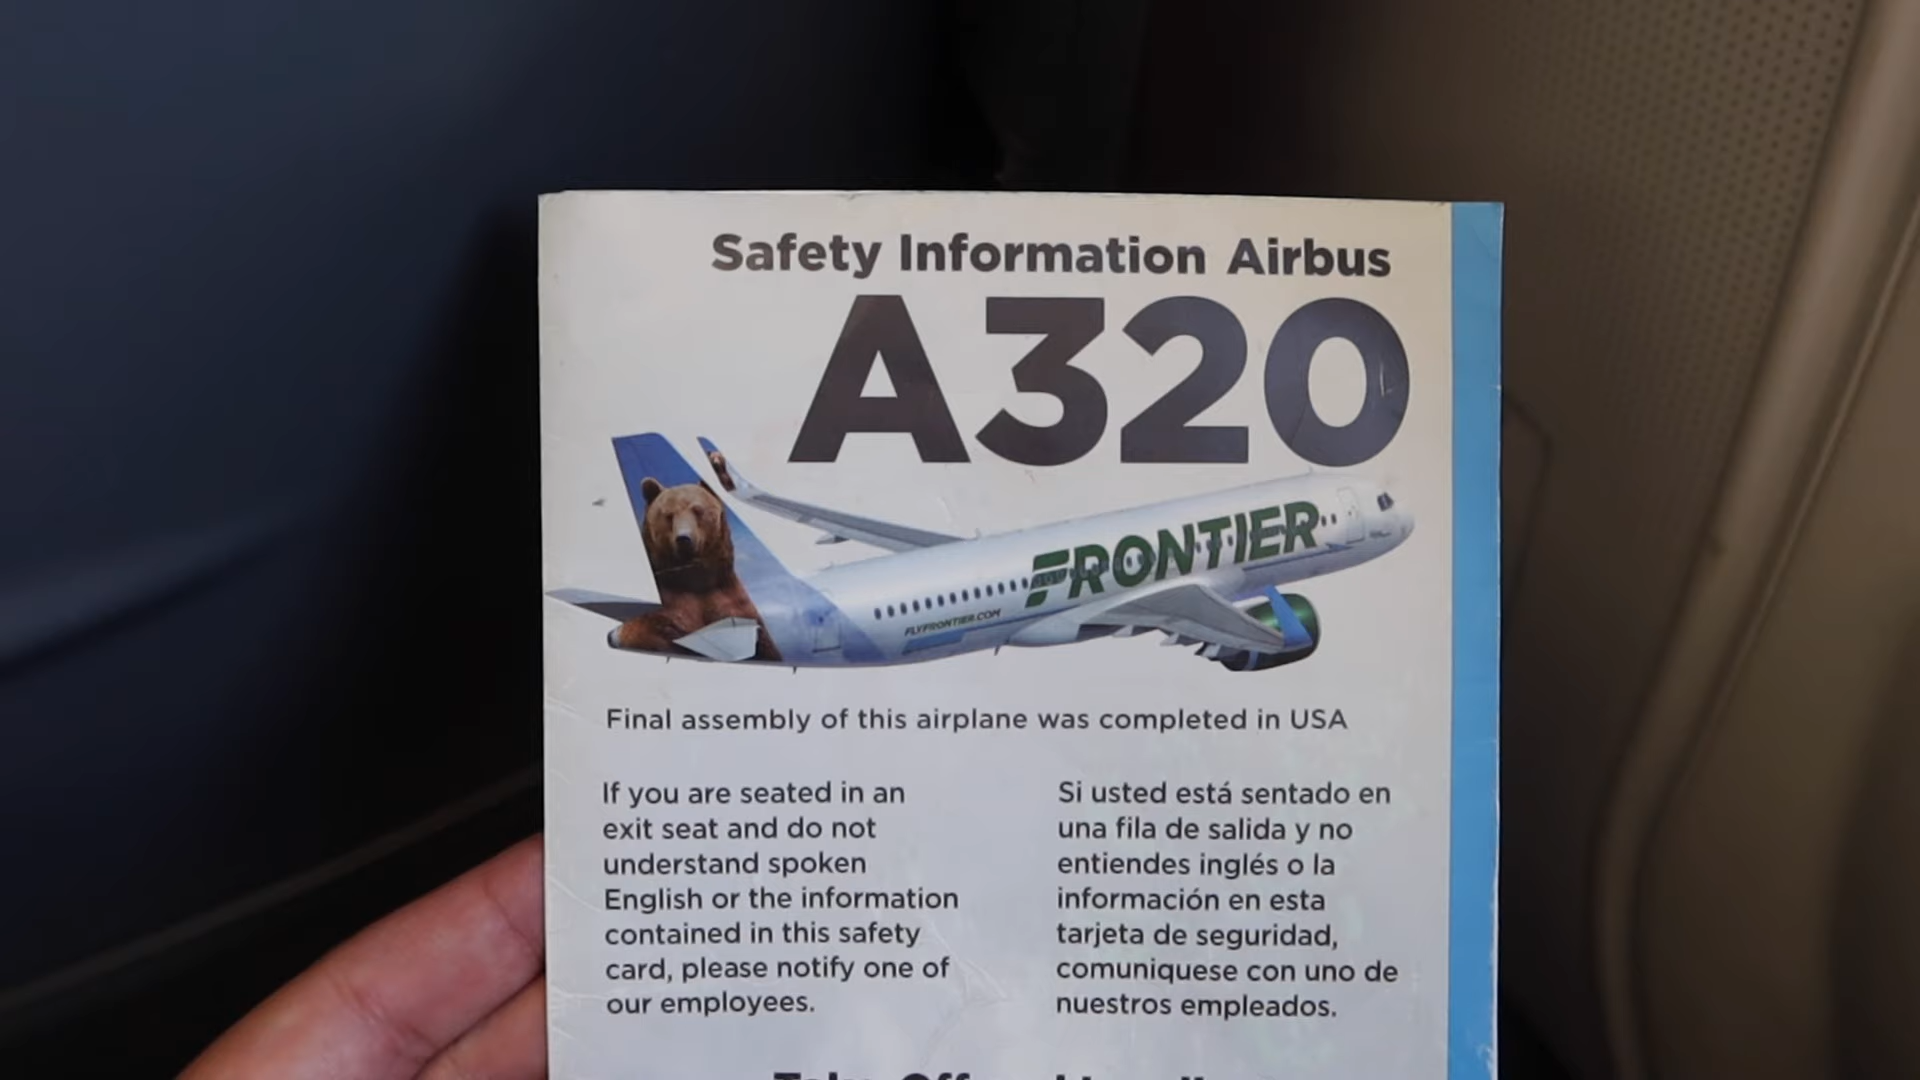 Safety Information Airbus
A320
FRONTIER
FLYFRONTIER.COM
Final assembly of this airplane was completed in USA
If you are seated in an
exit seat and do not
understand spoken
English or the information
contained in this safety
card, please notify one of
our employees.
Si usted está sentado en
una fila de salida y no
entiendes inglés o la
información en esta
tarjeta de seguridad,
comuniquese con uno de
nuestros empleados.